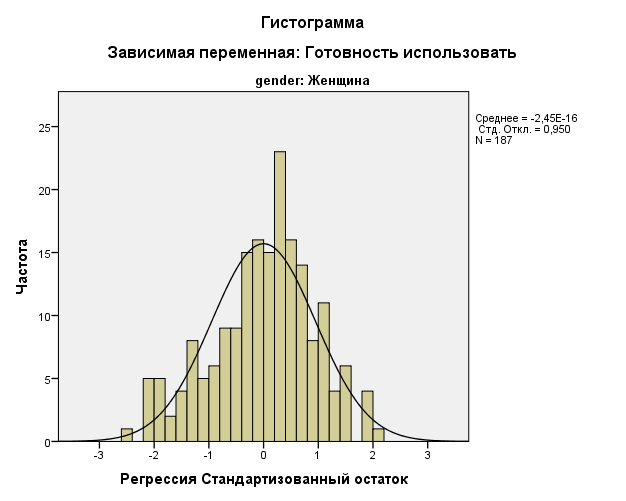 Гистограмма
Зависимая переменная: Готовность использовать
gender: Женщина
Среднее = -2,45E-16
Стд. Откл. = 0,950
N = 187
25
20
15
10
5
0
Частота
-3 -2 -1 0 1 2 3
Регрессия Стандартизованный остаток